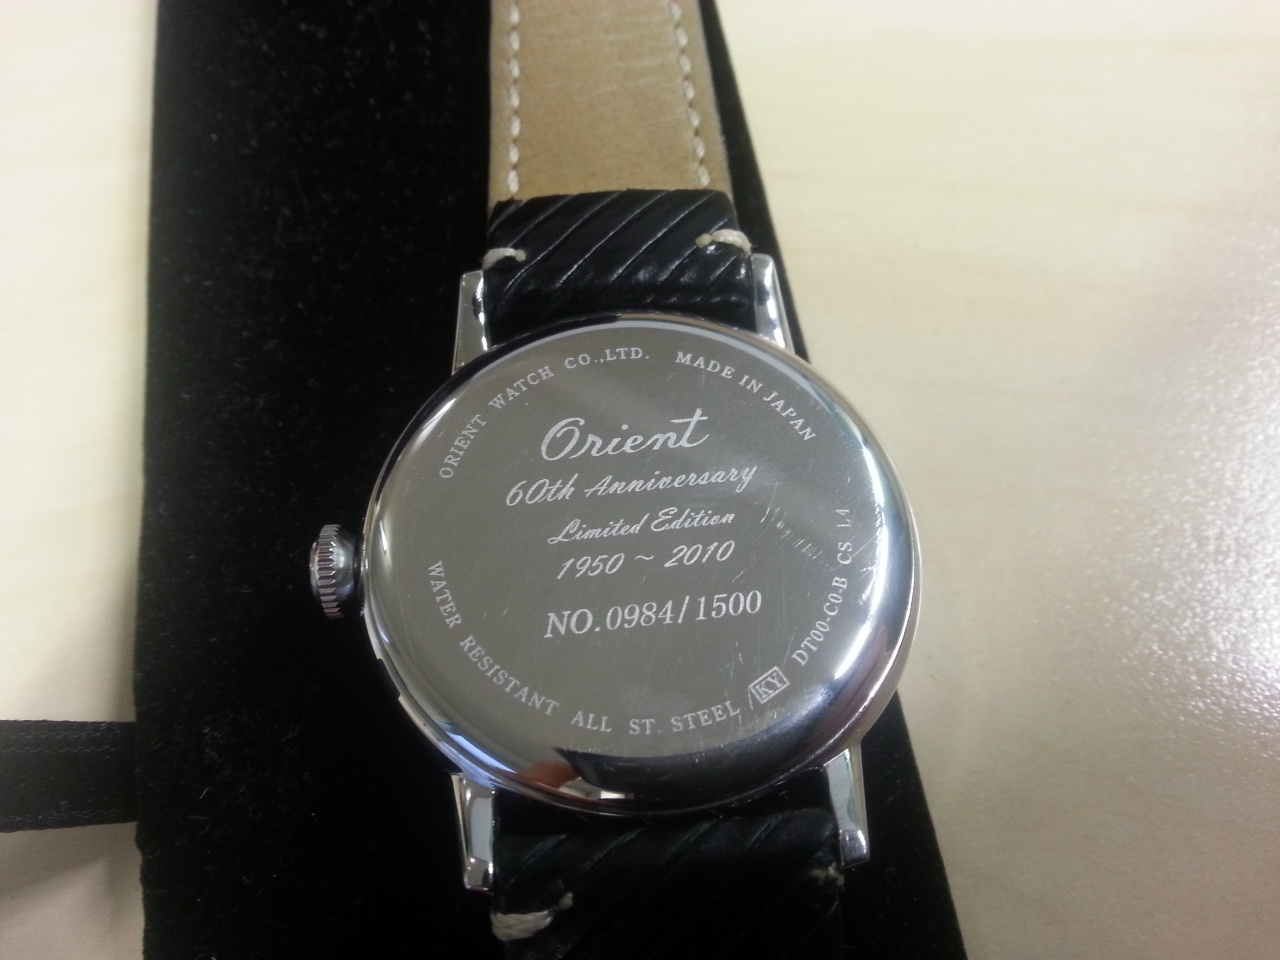 ORIENT WATCH CO.,LTD. MADE IN JAPAN
Orient
60th Anniversary
Limited Edition
1950 ~ 2010
NO.0984/1500
WATER RESISTANT ALL ST. STEEL KY DT00-C0-B CS L4